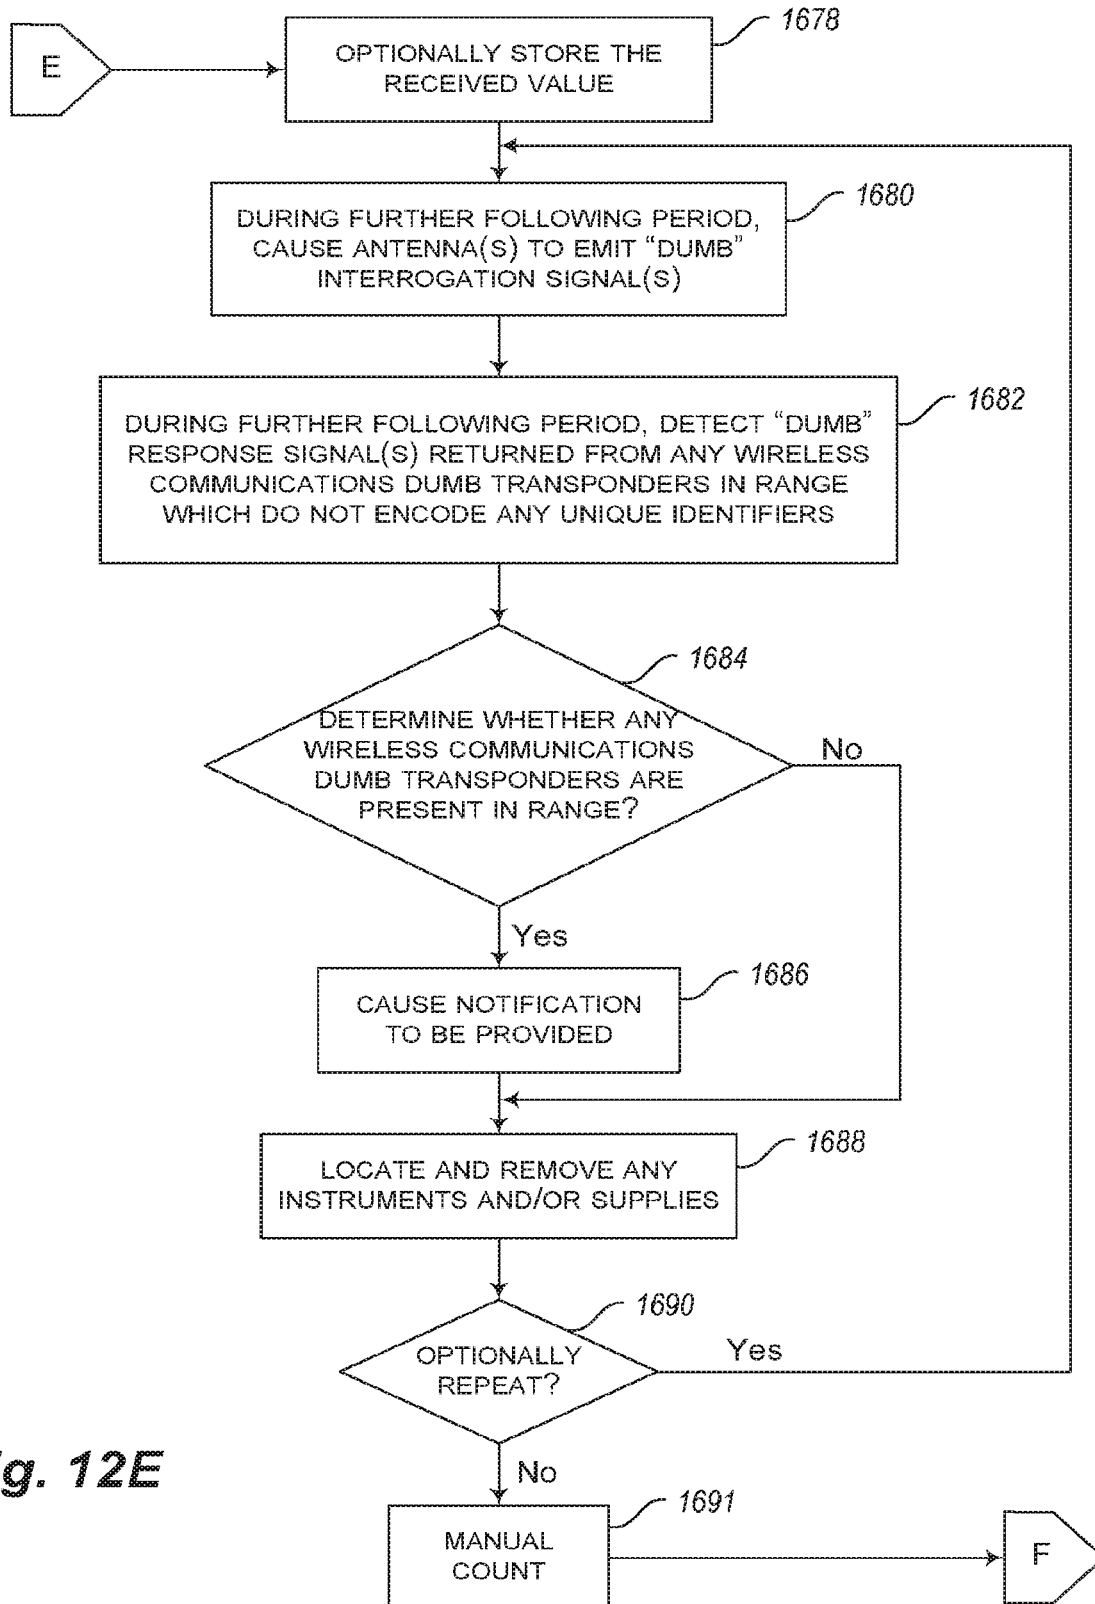 E
OPTIONALLY STORE THE
RECEIVED VALUE
1678
DURING FURTHER FOLLOWING PERIOD,
CAUSE ANTENNA(S) TO EMIT “DUMB”
INTERROGATION SIGNAL(S)
1680
DURING FURTHER FOLLOWING PERIOD, DETECT “DUMB”
RESPONSE SIGNAL(S) RETURNED FROM ANY WIRELESS
COMMUNICATIONS DUMB TRANSPONDERS IN RANGE
WHICH DO NOT ENCODE ANY UNIQUE IDENTIFIERS
1682
DETERMINE WHETHER ANY
WIRELESS COMMUNICATIONS
DUMB TRANSPONDERS ARE
PRESENT IN RANGE?
1684
No
Yes
CAUSE NOTIFICATION
TO BE PROVIDED
1686
LOCATE AND REMOVE ANY
INSTRUMENTS AND/OR SUPPLIES
1688
OPTIONALLY
REPEAT?
1690
Yes
No
g. 12E
MANUAL
COUNT
1691
F